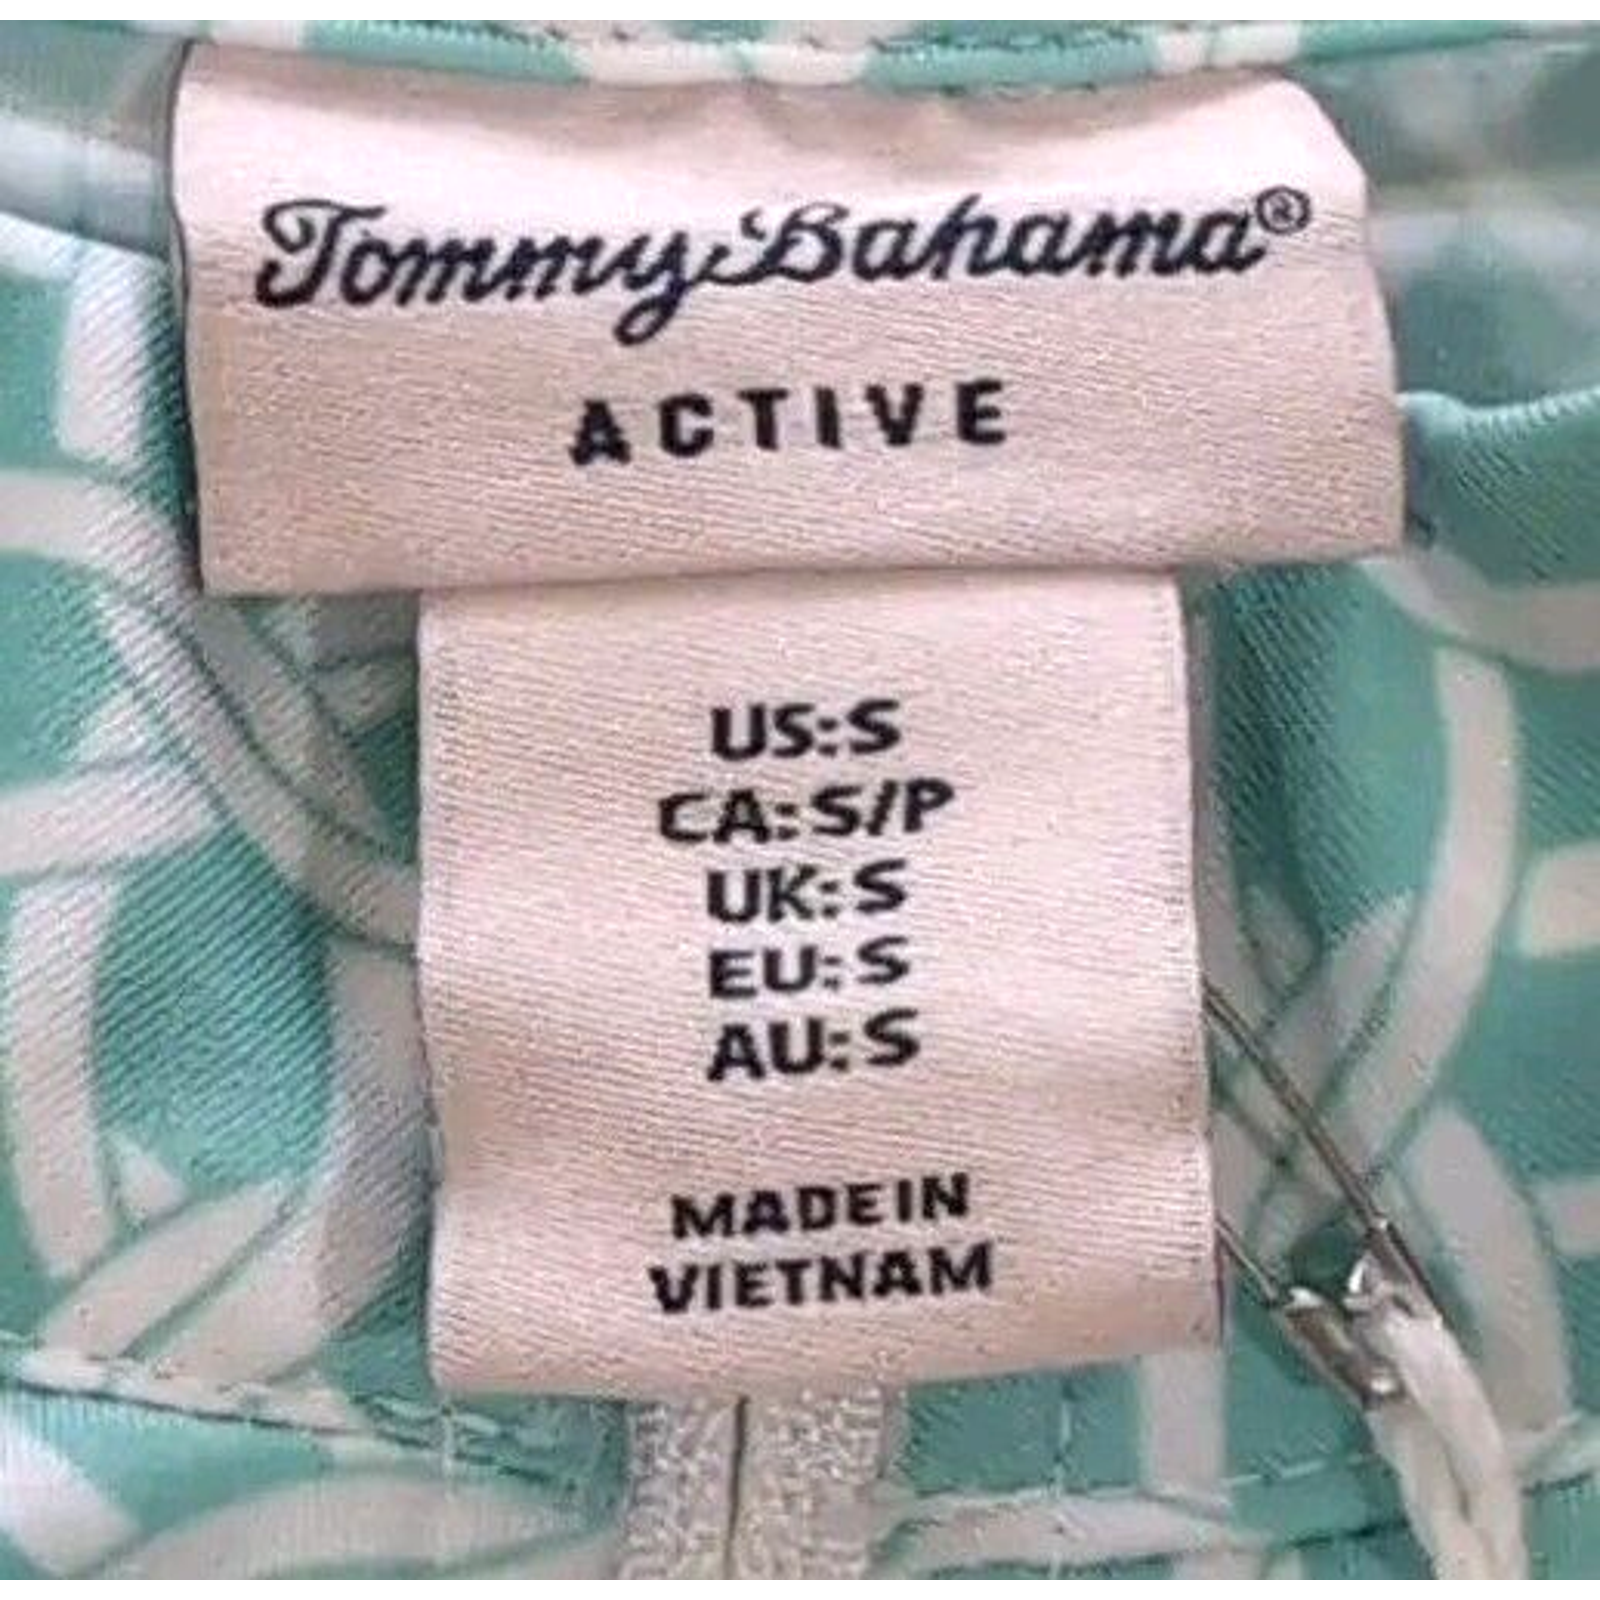 Tommy Bahama®
ACTIVE
US:S
CA:S/P
UK:S
EU:S
AU:S
MADE IN
VIETNAM